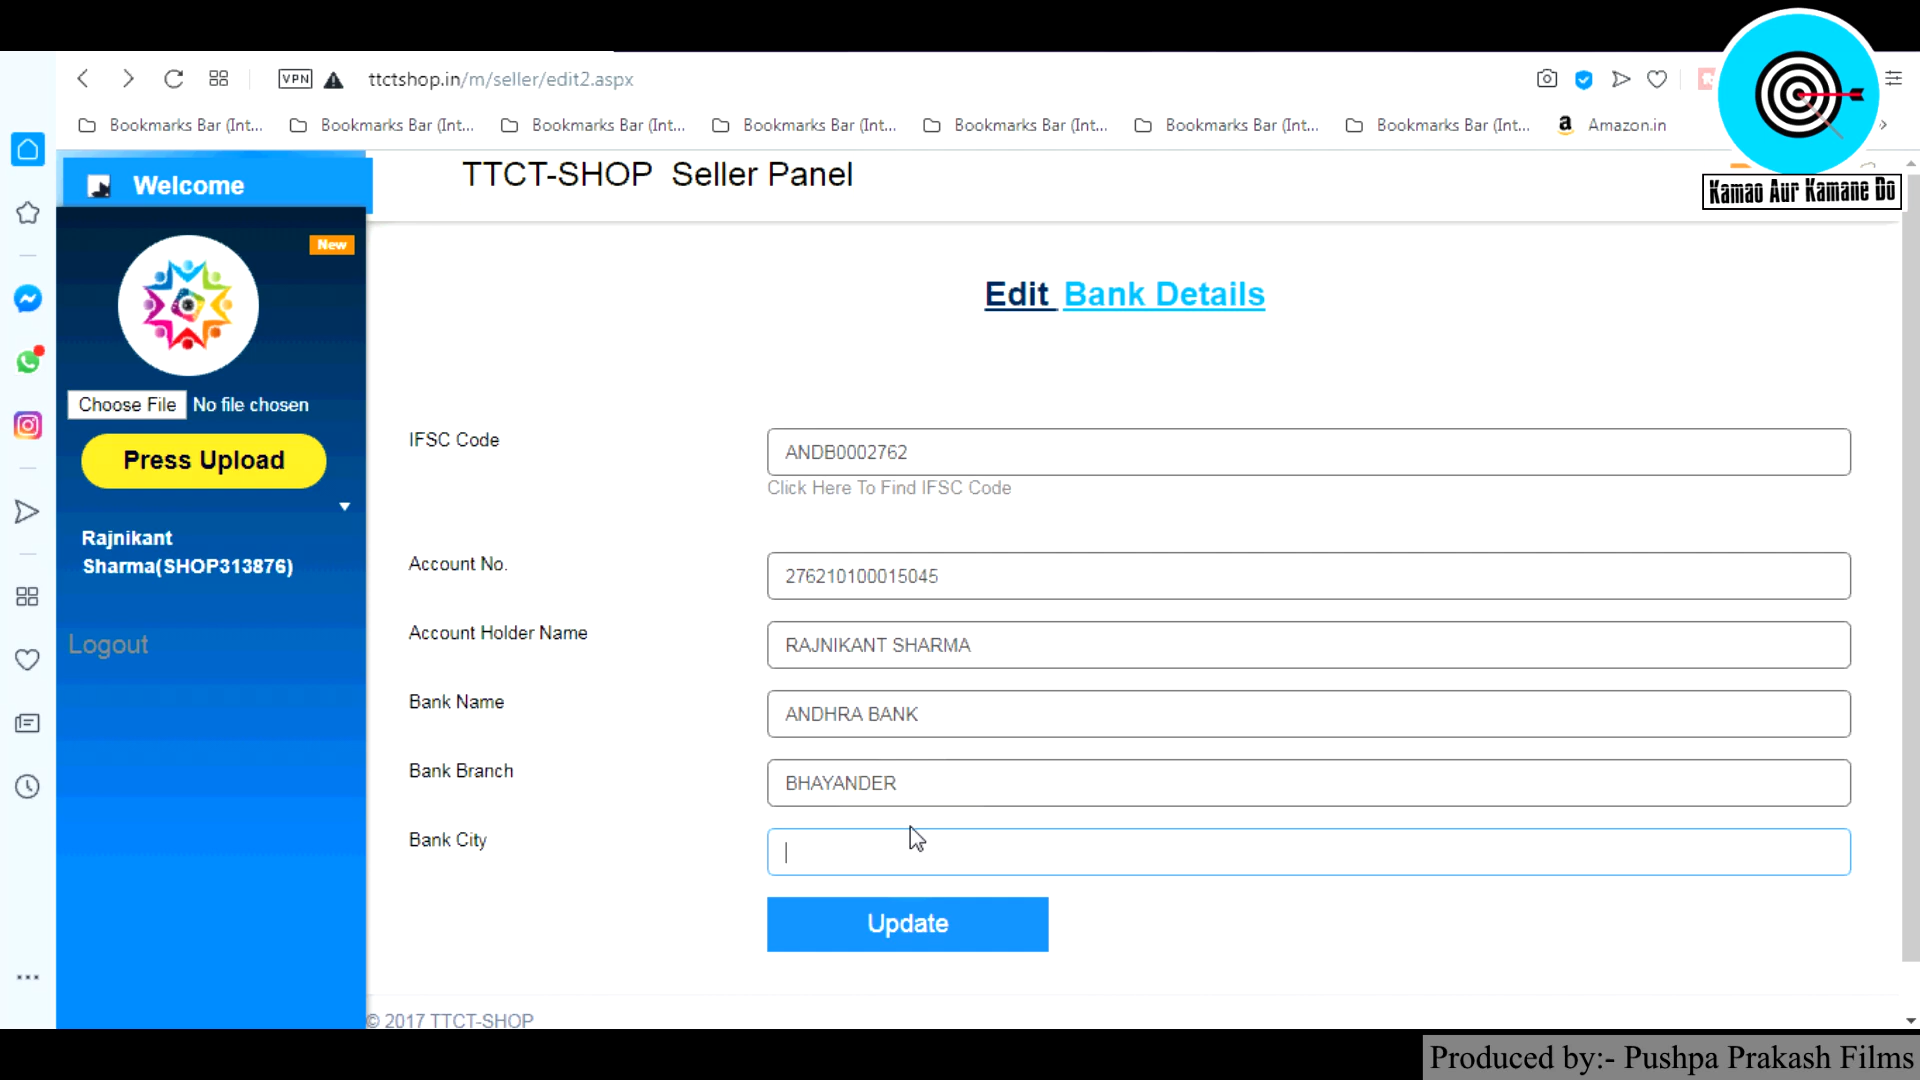 VPN
ttctshop.in/m/seller/edit2.aspx
Bookmarks Bar (Int... Bookmarks Bar (Int... Bookmarks Bar (Int... Bookmarks Bar (Int... Bookmarks Bar (Int... Bookmarks Bar (Int... Bookmarks Bar (Int... a Amazon.in
Welcome
TTCT-SHOP Seller Panel
Kamao Aur Kamane Do
New
Edit Bank Details
Choose File No file chosen
Press Upload
Rajnikant
Sharma(SHOP313876)
Logout
IFSC Code
ANDB0002762
Click Here To Find IFSC Code
Account No.
276210100015045
Account Holder Name
RAJNIKANT SHARMA
Bank Name
ANDHRA BANK
Bank Branch
BHAYANDER
Bank City
Update
© 2017 TTCT-SHOP
Produced by:- Pushpa Prakash Films